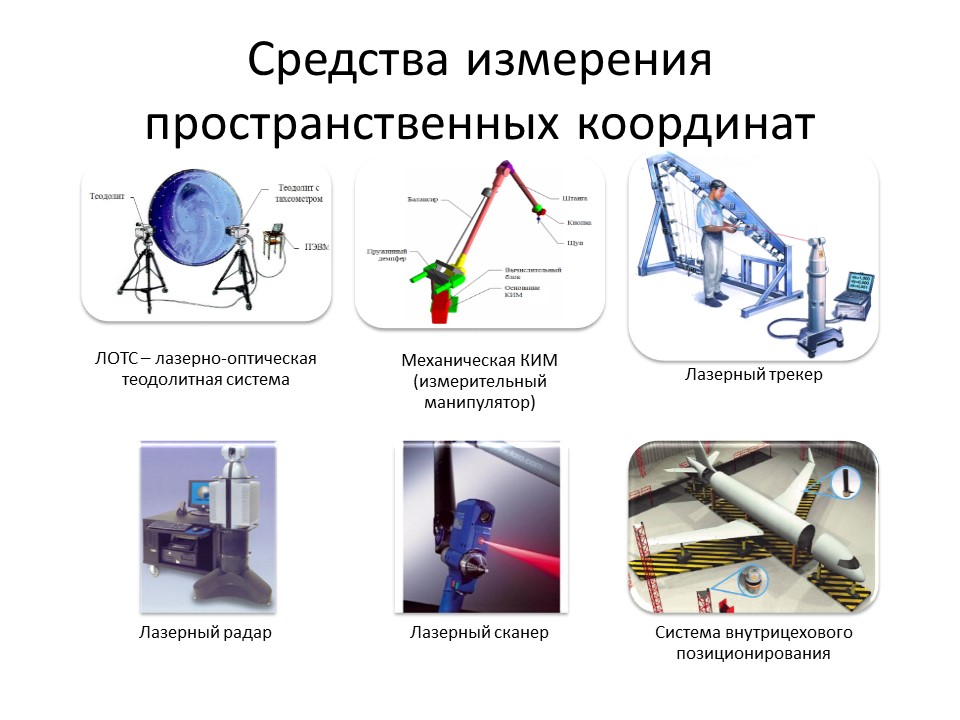 Средства измерения
пространственных координат
Теодолит
Теодолит с
тахеометром
ПЭВМ
Балансир
Штанга
Кнопка
Щуп
Пружинный
демпфер
Вычислительный
блок
Основание
КИМ
ЛОТС – лазерно-оптическая
теодолитная система
Механическая КИМ
(измерительный
манипулятор)
Лазерный трекер
Лазерный радар
Лазерный сканер
Система внутрицехового
позиционирования